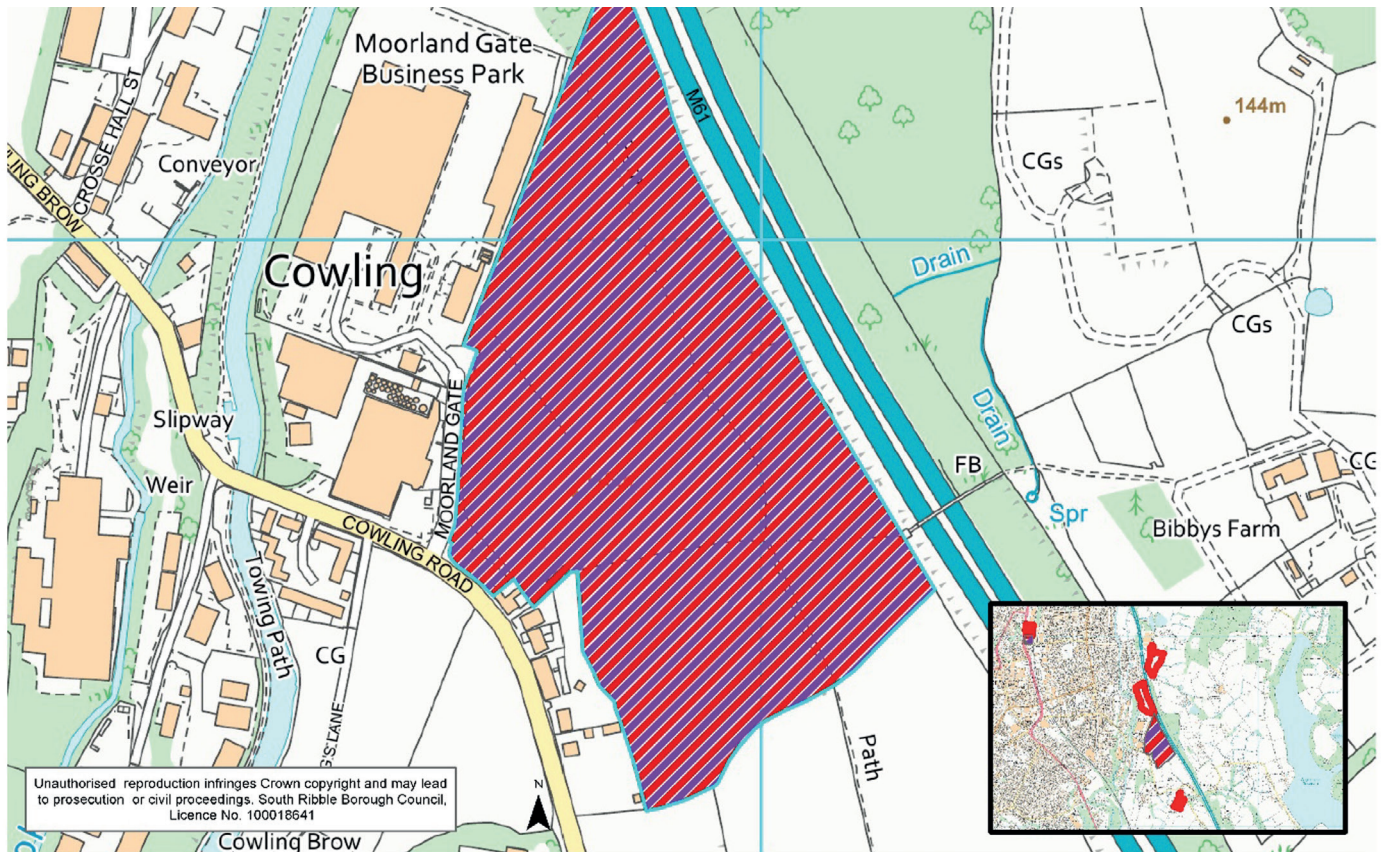 Moorland Gate
Business Park
M61
144m
CROSSE HALL ST
Conveyor
CGs
LING BROW
Cowling
Drain
CGs
Slipway
MOORLAND GATE
Drain
FB
CG
Weir
Spr
COWLING ROAD
Bibbys Farm
Towing Path
CG
Path
Unauthorised reproduction infringes Crown copyright and may lead
to prosecution or civil proceedings. South Ribble Borough Council,
Licence No. 100018641
N
Cowling Brow